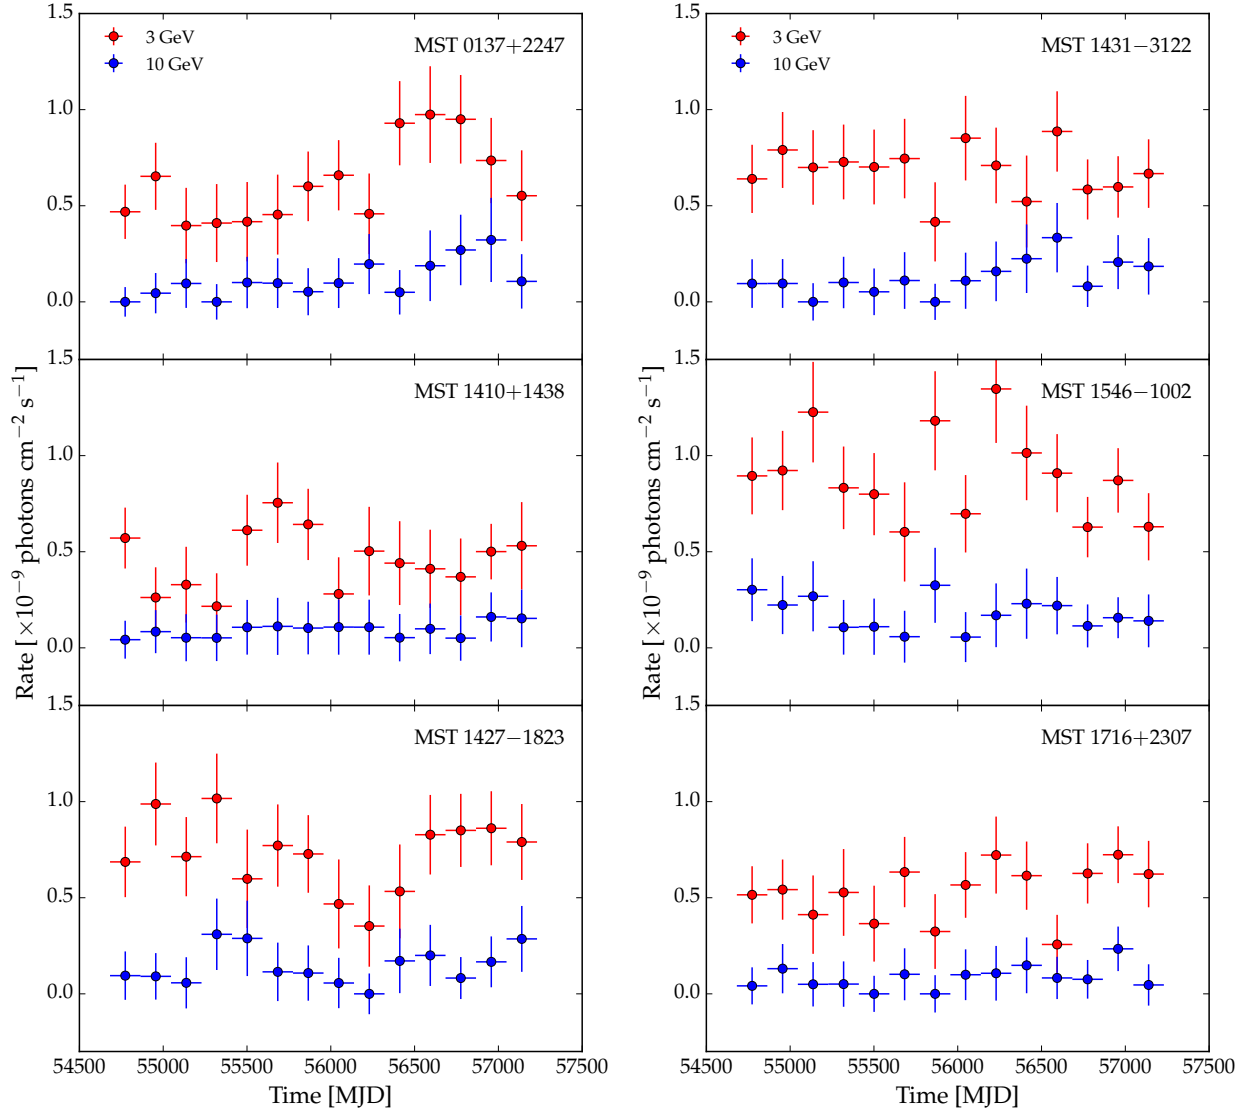 1.5
3 GeV
10 GeV
MST 0137+2247
1.0
0.5
0.0
1.5
MST 1410+1438
1.0
0.5
0.0
1.5
MST 1427−1823
1.0
0.5
0.0
54500 55000 55500 56000 56500 57000 57500
Time [MJD]
Rate [×10⁻⁹ photons cm⁻² s⁻¹]
1.5
3 GeV
10 GeV
MST 1431−3122
1.0
0.5
0.0
1.5
MST 1546−1002
1.0
0.5
0.0
1.5
MST 1716+2307
1.0
0.5
0.0
54500 55000 55500 56000 56500 57000 57500
Time [MJD]
Rate [×10⁻⁹ photons cm⁻² s⁻¹]